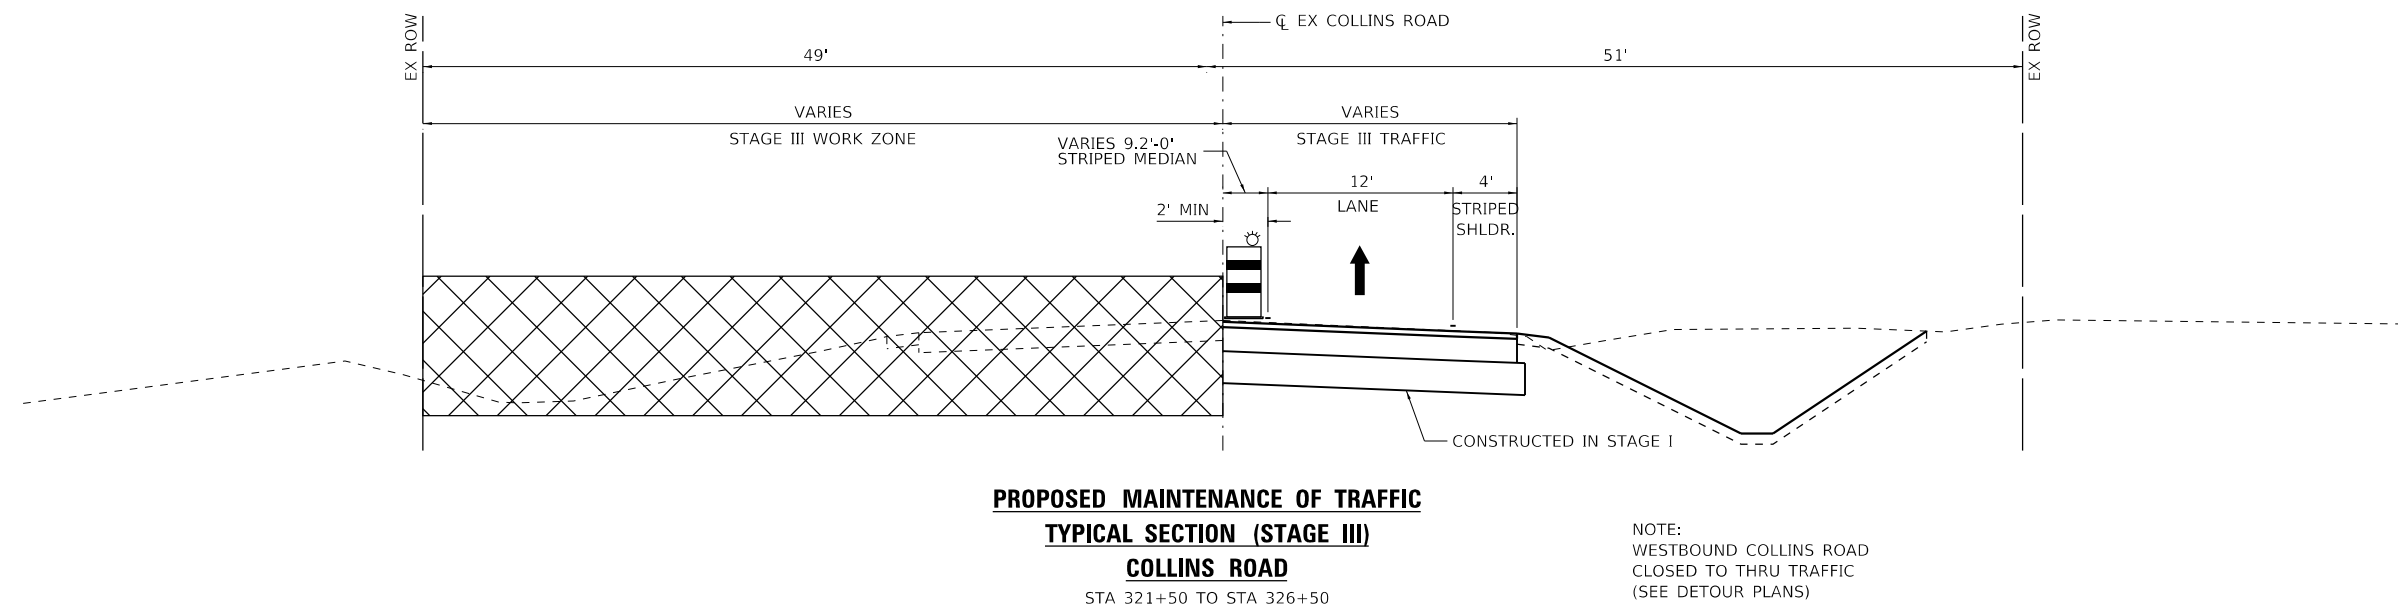 EX ROW
℄ EX COLLINS ROAD
EX ROW
49'
51'
VARIES
STAGE III WORK ZONE
VARIES
STAGE III TRAFFIC
VARIES 9.2'-0'
STRIPED MEDIAN
12'
LANE
4'
STRIPED
SHLDR.
2' MIN
CONSTRUCTED IN STAGE I
PROPOSED MAINTENANCE OF TRAFFIC
TYPICAL SECTION (STAGE III)
COLLINS ROAD
STA 321+50 TO STA 326+50
NOTE:
WESTBOUND COLLINS ROAD
CLOSED TO THRU TRAFFIC
(SEE DETOUR PLANS)